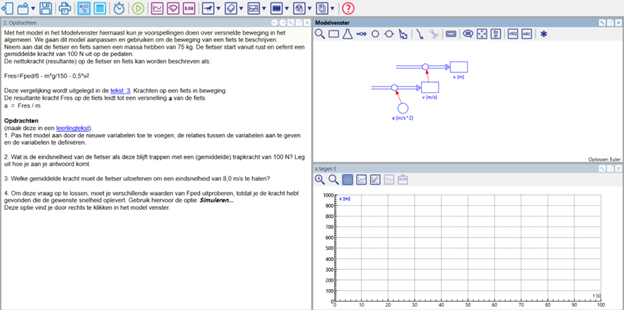 2. Opdrachten
Met het model in het Modelvenster hiernaast kun je voorspellingen doen over versnelde beweging in het
algemeen. We gaan dit model aanpassen en gebruiken om de beweging van een fiets te beschrijven.
Neem aan dat de fietser en fiets samen een massa hebben van 75 kg. De fietser start vanuit rust en oefent een
gemiddelde kracht van 100 N uit op de pedalen.
De nettokracht (resultante) op de fietser en fiets kan worden beschreven als:
Fres=Fped/6 - m*g/150 - 0,5*v²
Deze vergelijking wordt uitgelegd in de tekst 3. Krachten op een fiets in beweging.
De resultante kracht Fres op de fiets leidt tot een versnelling a van de fiets:
a = Fres / m
Opdrachten
(maak deze in een leerlingtekst).
1. Pas het model aan door de nieuwe variabelen toe te voegen, de relaties tussen de variabelen aan te geven
en de variabelen te definiëren.
2. Wat is de eindsnelheid van de fietser als deze blijft trappen met een (gemiddelde) trapkracht van 100 N? Leg
uit hoe je aan je antwoord komt.
3. Welke gemiddelde kracht moet de fietser uitoefenen om een eindsnelheid van 8,0 m/s te halen?
4. Om deze vraag op te lossen, moet je verschillende waarden van Fped uitproberen, totdat je de kracht hebt
gevonden die de gewenste snelheid oplevert. Gebruik hiervoor de optie Simuleren...
Deze optie vind je door rechts te klikken in het model venster.
Modelvenster
x (m)
v (m/s)
a (m/s^2)
Oplossen Euler
x tegen t
x (m)
1000
900
800
700
600
500
400
300
200
100
0
t (s)
0 10 20 30 40 50 60 70 80 90 100